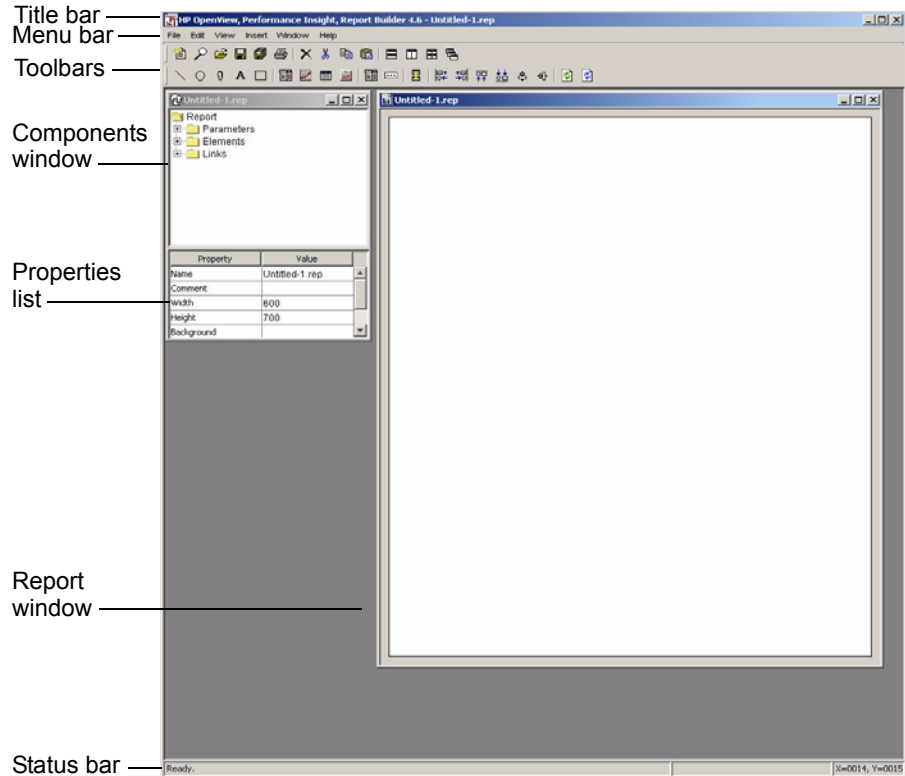 Title bar
HP OpenView, Performance Insight, Report Builder 4.6 - Untitled-1.rep
Menu bar
File Edit View Insert Window Help
Toolbars
Untitled-1.rep
Untitled-1.rep
Report
Parameters
Elements
Links
Components
window
Property Value
Name Untitled-1.rep
Comment
Width 600
Height 700
Background
Properties
list
Report
window
Status bar
Ready.
X=0014, Y=0015